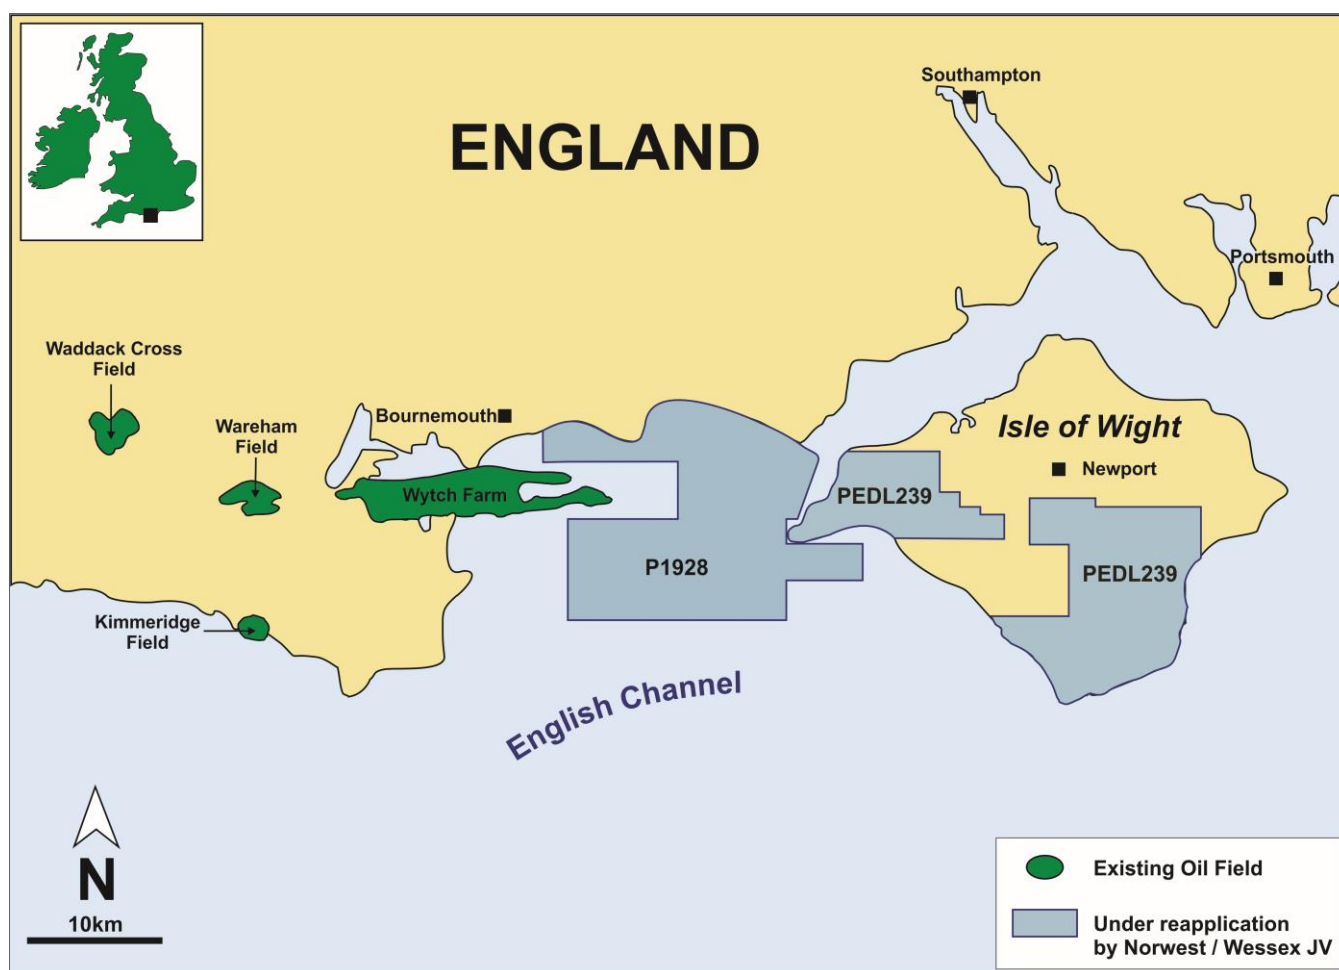 Southampton
ENGLAND
Portsmouth
Waddack Cross
Field
Wareham
Field
Bournemouth
Isle of Wight
Newport
Wytch Farm
PEDL239
P1928
PEDL239
Kimmeridge
Field
English Channel
N
10km
Existing Oil Field
Under reapplication
by Norwest / Wessex JV